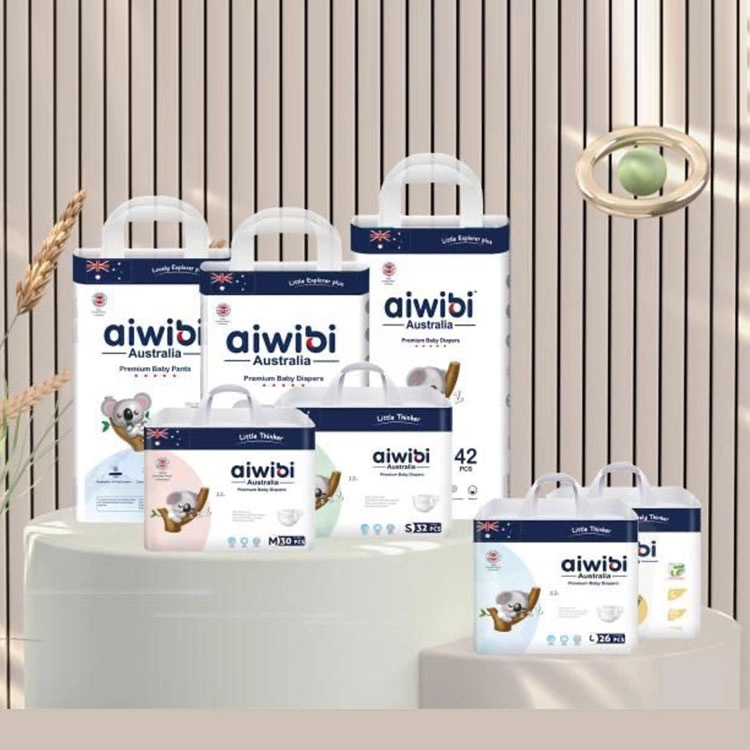 Lovely Explorer
aiwibi
Australia
Premium Baby Pants
Little Explorer plus
aiwibi
Australia
Premium Baby Diapers
Little Explorer plus
aiwibi
Australia
Premium Baby Diapers
42
PCS
Little Thinker
aiwibi
Australia
Premium Baby Diapers
M 30 PCS
aiwibi
Australia
Premium Baby Diapers
S 32 PCS
Little Thinker
aiwibi
Australia
Premium Baby Diapers
L 26 PCS
Thinker
bi